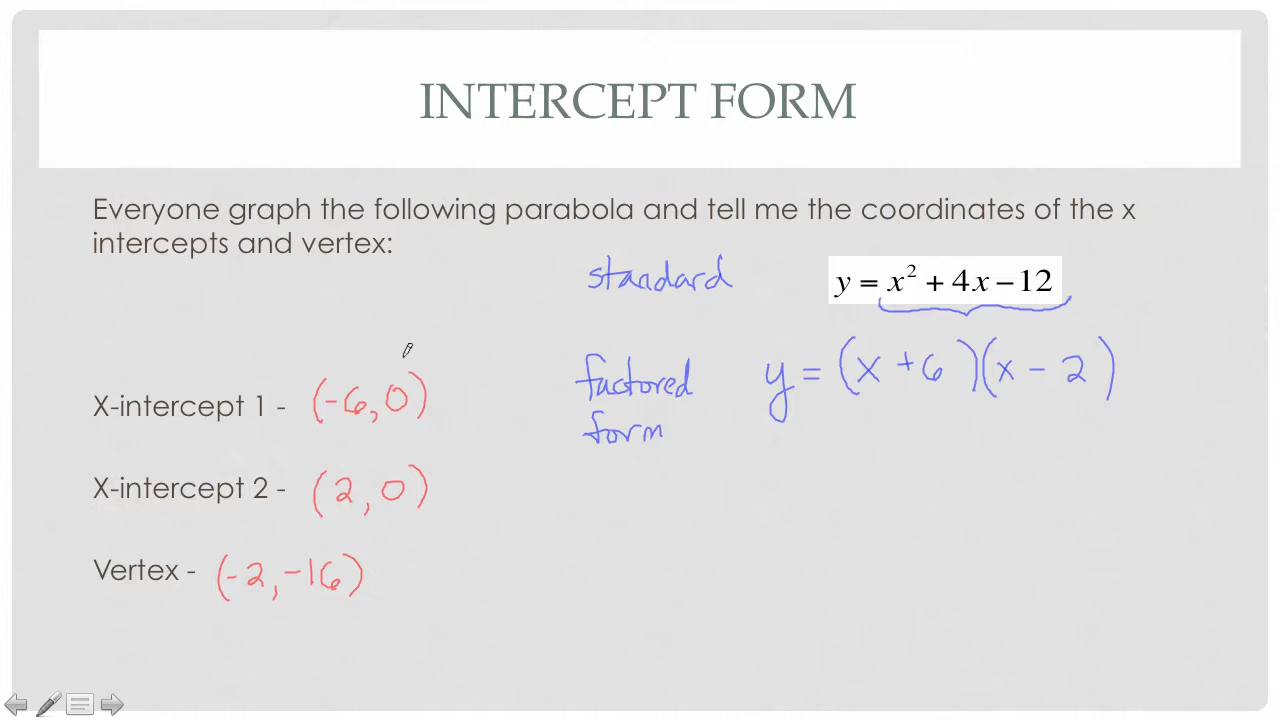 INTERCEPT FORM
Everyone graph the following parabola and tell me the coordinates of the x
intercepts and vertex:
standard y = x² + 4x − 12
factored form y = (x + 6)(x − 2)
X-intercept 1 - (-6, 0)
X-intercept 2 - (2, 0)
Vertex - (-2, -16)